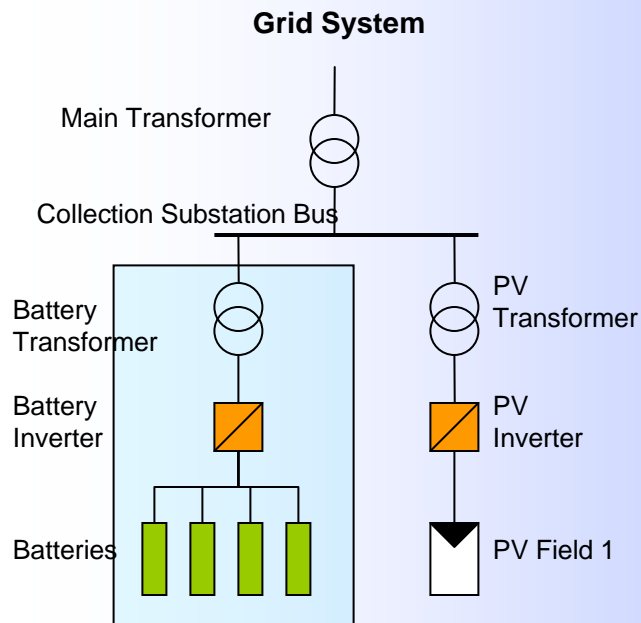 Grid System
Main Transformer
Collection Substation Bus
Battery
Transformer
PV
Transformer
Battery
Inverter
PV
Inverter
Batteries
PV Field 1